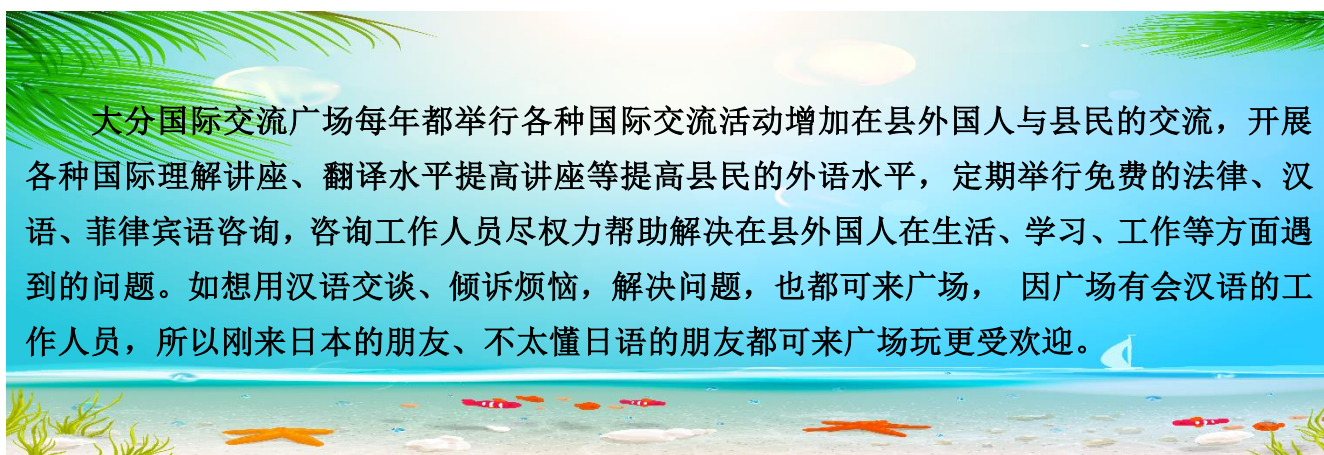 大分国际交流广场每年都举行各种国际交流活动增加在县外国人与县民的交流，开展
各种国际理解讲座、翻译水平提高讲座等提高县民的外语水平，定期举行免费的法律、汉
语、菲律宾语咨询，咨询工作人员尽权力帮助解决在县外国人在生活、学习、工作等方面遇
到的问题。如想用汉语交谈、倾诉烦恼，解决问题，也都可来广场， 因广场有会汉语的工
作人员，所以刚来日本的朋友、不太懂日语的朋友都可来广场玩更受欢迎。